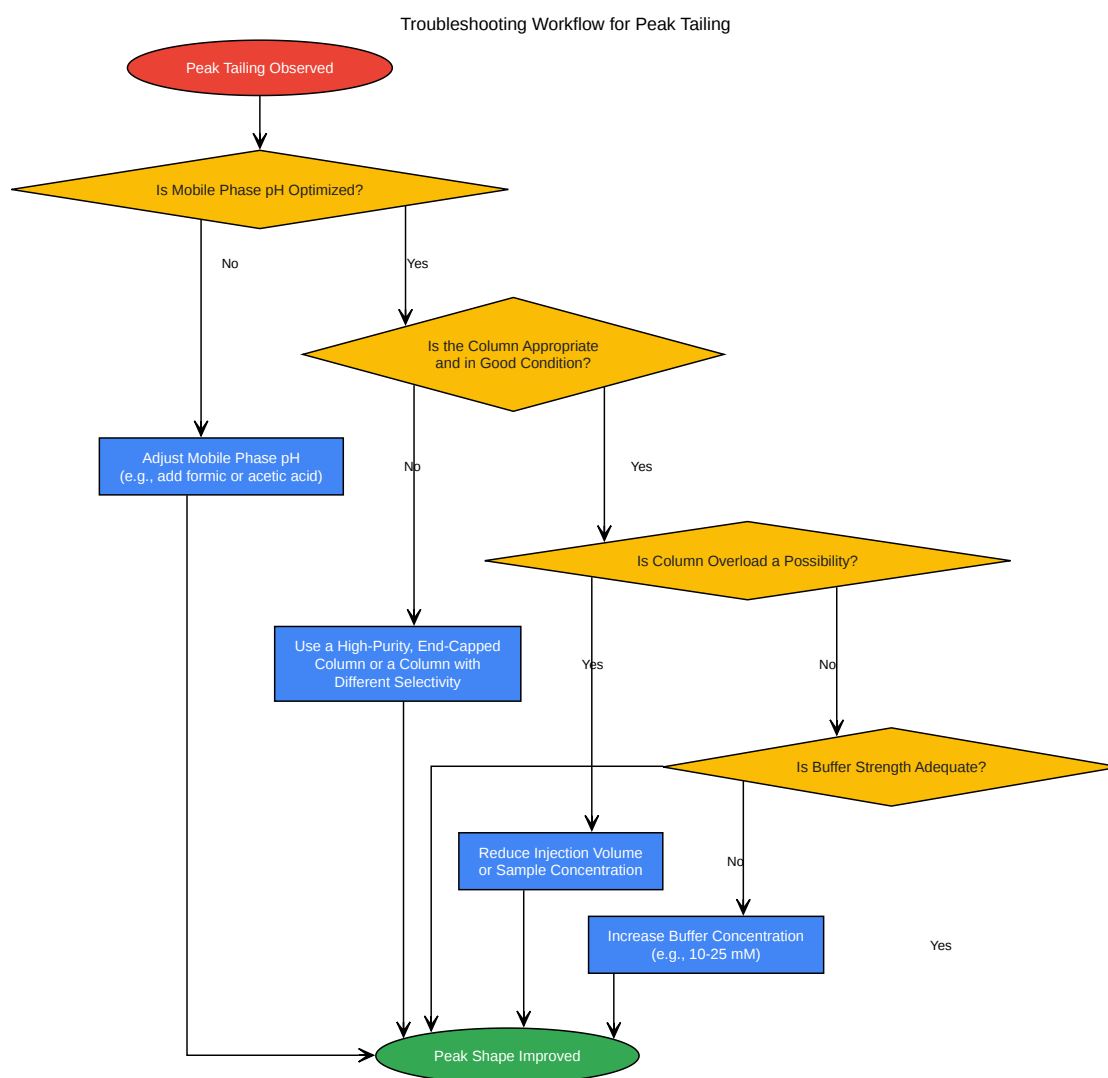 Troubleshooting Workflow for Peak Tailing
Peak Tailing Observed
Is Mobile Phase pH Optimized?
No
Yes
Is the Column Appropriate
and in Good Condition?
Adjust Mobile Phase pH
(e.g., add formic or acetic acid)
No
Yes
Is Column Overload a Possibility?
Use a High-Purity, End-Capped
Column or a Column with
Different Selectivity
Yes
No
Is Buffer Strength Adequate?
Reduce Injection Volume
or Sample Concentration
No
Increase Buffer Concentration
(e.g., 10-25 mM)
Yes
Peak Shape Improved